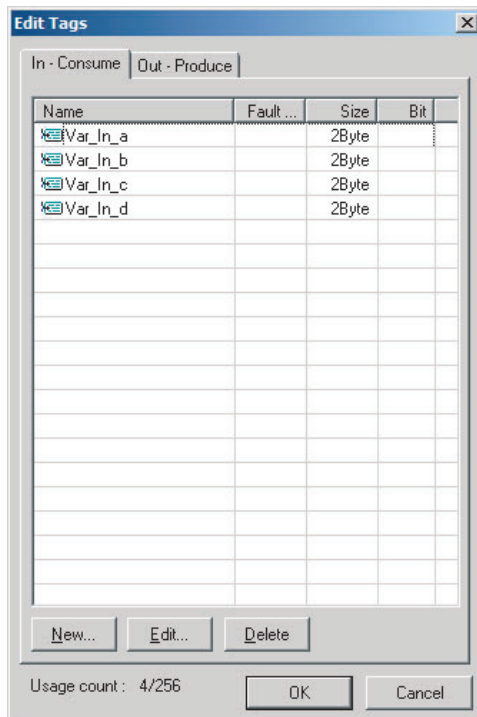 Edit Tags
In - Consume Out - Produce
Name Fault ... Size Bit
Var_In_a 2Byte
Var_In_b 2Byte
Var_In_c 2Byte
Var_In_d 2Byte
New... Edit... Delete
Usage count : 4/256 OK Cancel